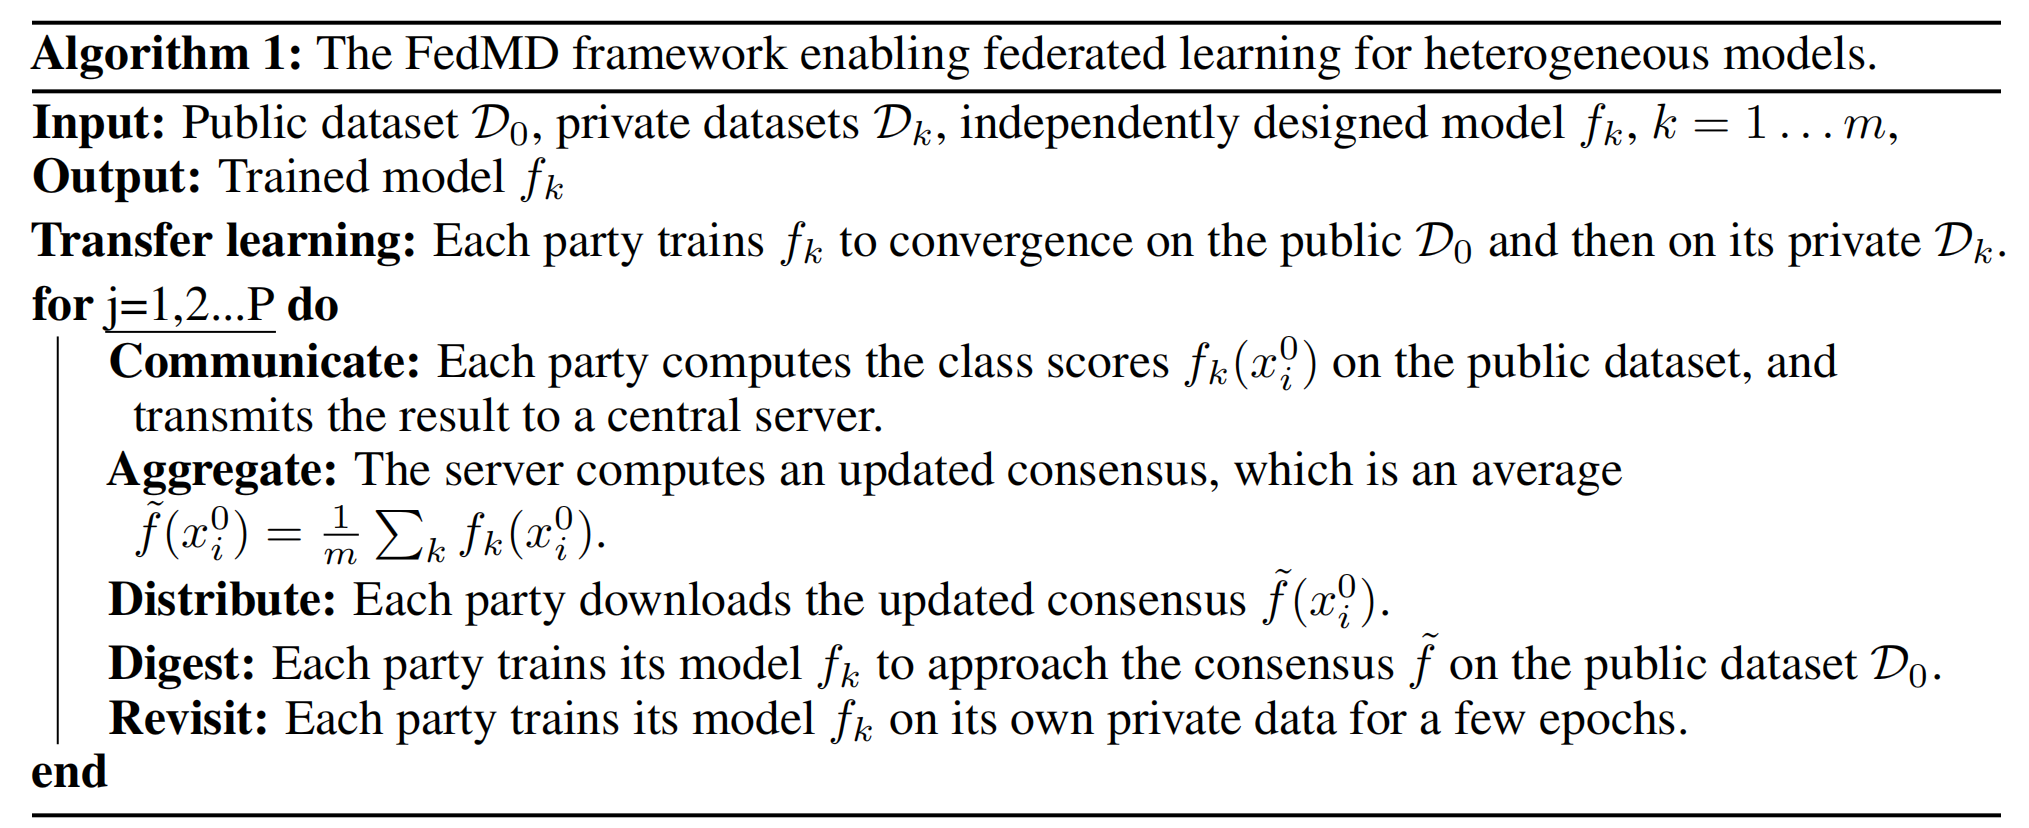 Algorithm 1: The FedMD framework enabling federated learning for heterogeneous models.
Input: Public dataset $\mathcal{D}_0$, private datasets $\mathcal{D}_k$, independently designed model $f_k$, $k = 1 \ldots m$,
Output: Trained model $f_k$
Transfer learning: Each party trains $f_k$ to convergence on the public $\mathcal{D}_0$ and then on its private $\mathcal{D}_k$.
for j=1,2...P do
Communicate: Each party computes the class scores $f_k(x_i^0)$ on the public dataset, and
transmits the result to a central server.
Aggregate: The server computes an updated consensus, which is an average
$\tilde{f}(x_i^0) = \frac{1}{m} \sum_k f_k(x_i^0)$.
Distribute: Each party downloads the updated consensus $\tilde{f}(x_i^0)$.
Digest: Each party trains its model $f_k$ to approach the consensus $\tilde{f}$ on the public dataset $\mathcal{D}_0$.
Revisit: Each party trains its model $f_k$ on its own private data for a few epochs.
end